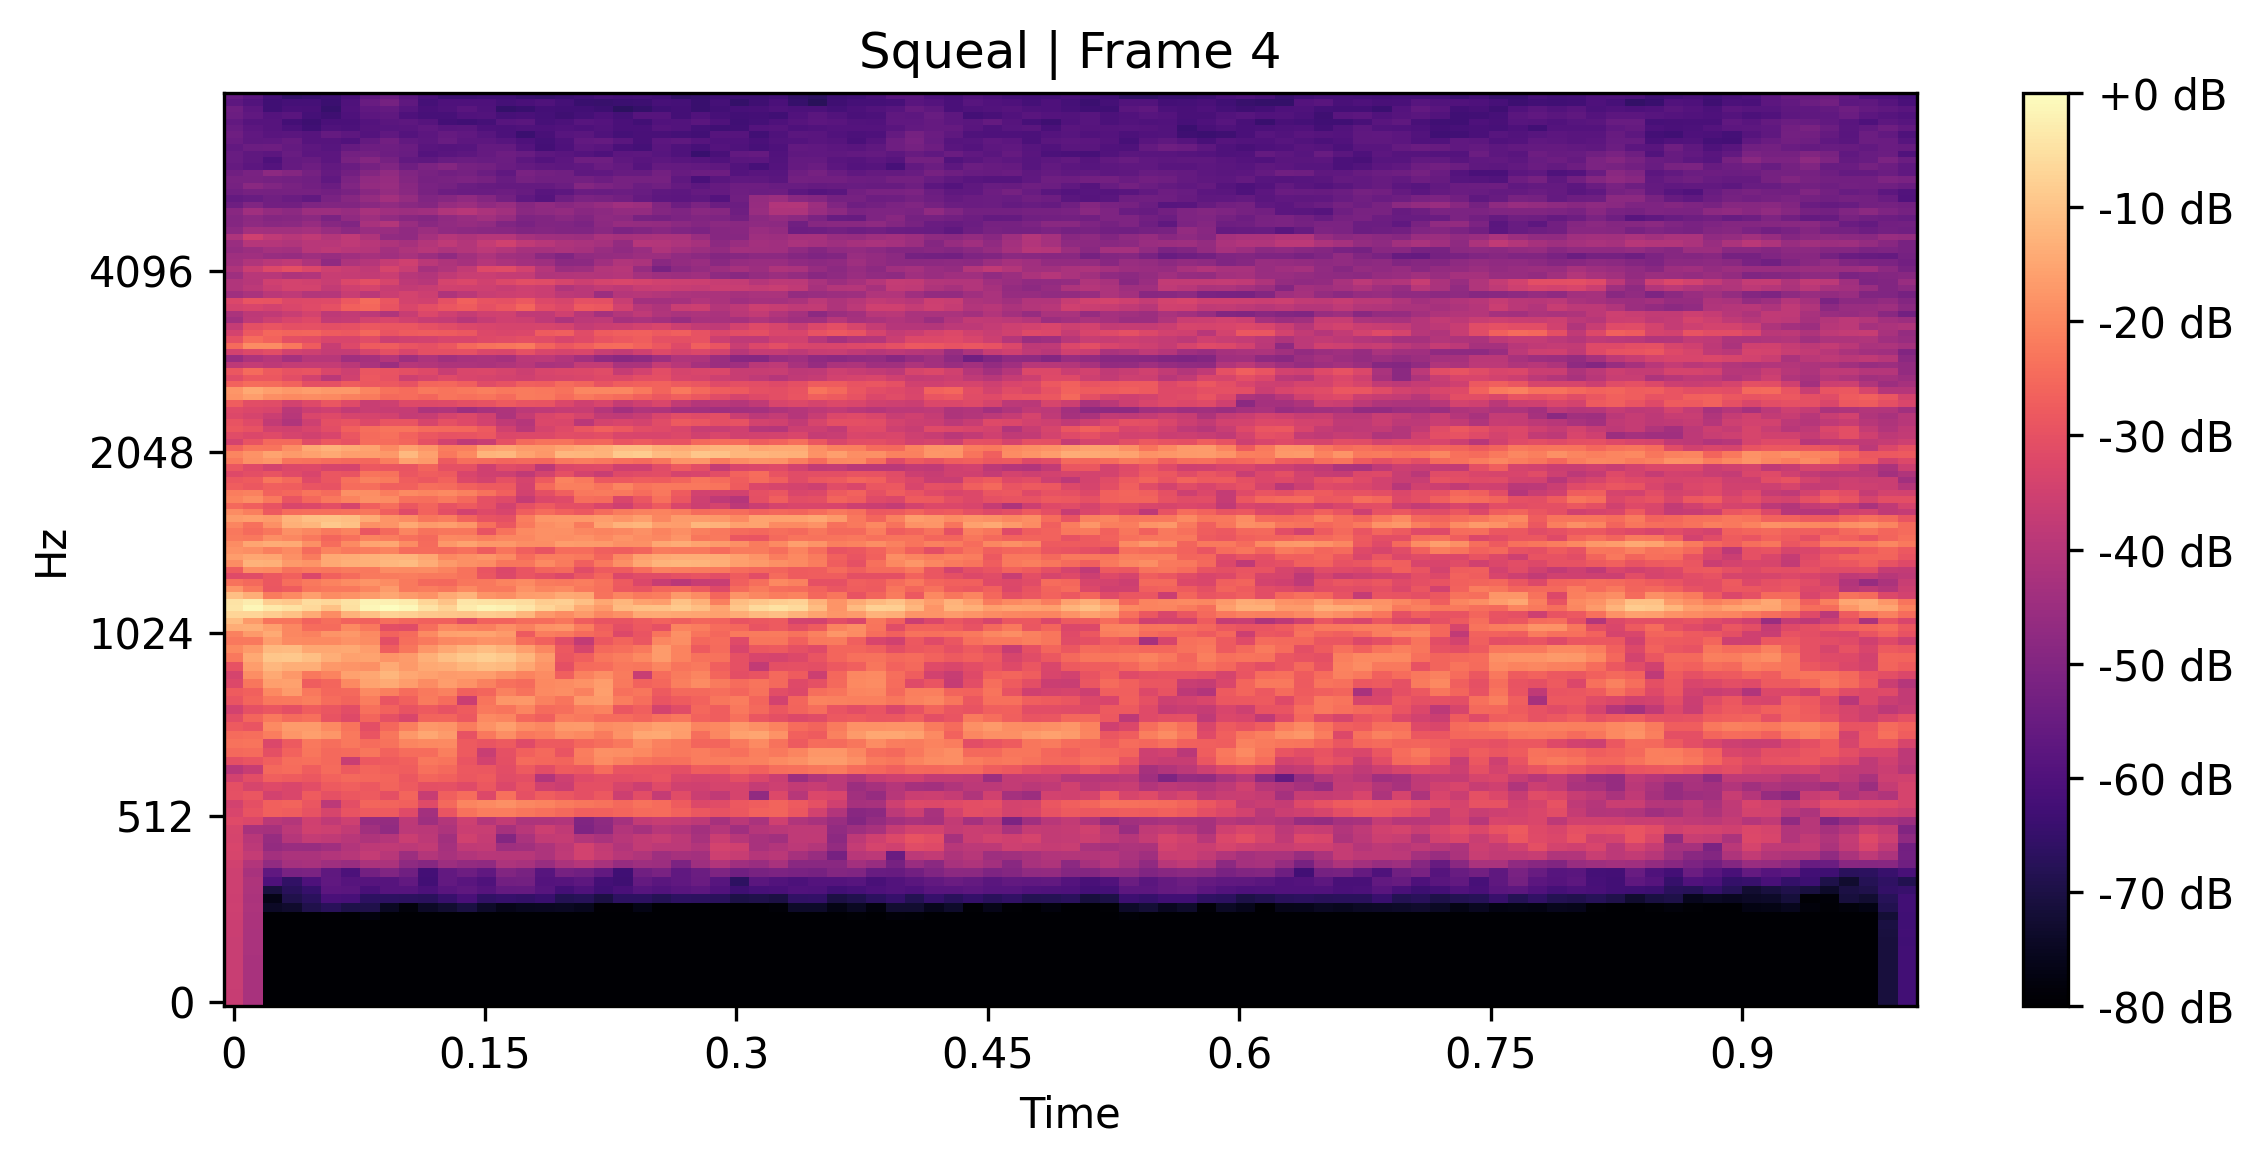 Squeal | Frame 4
+0 dB
-10 dB
-20 dB
-30 dB
-40 dB
-50 dB
-60 dB
-70 dB
-80 dB
Hz
4096
2048
1024
512
0
0 0.15 0.3 0.45 0.6 0.75 0.9
Time